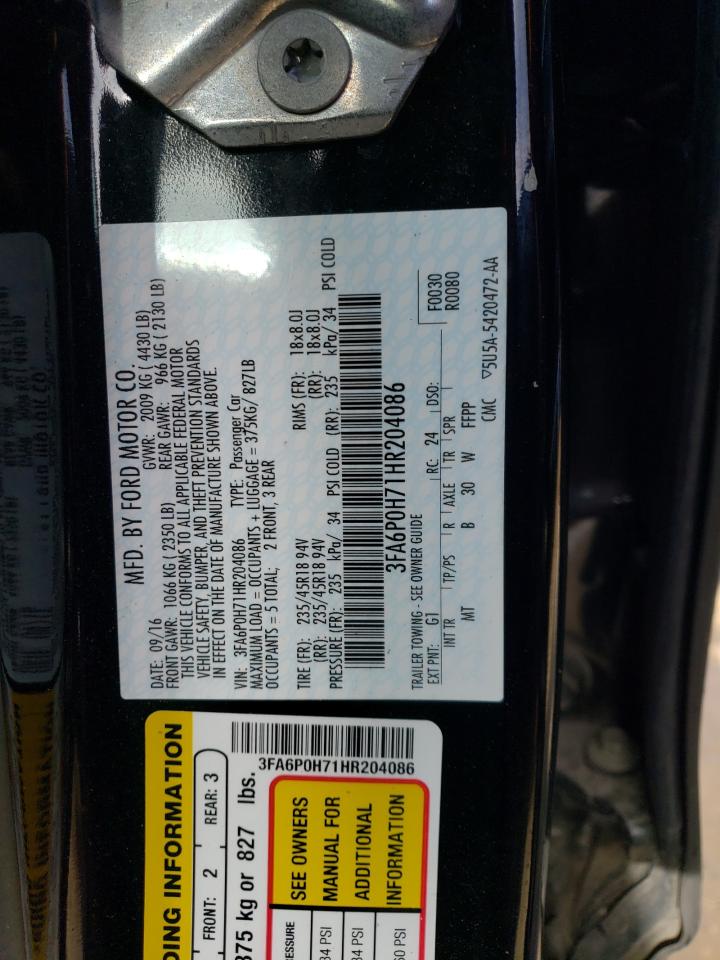 MFD. BY FORD MOTOR CO.
DATE: 09/16 GVWR: 2009 KG ( 4430 LB)
FRONT GAWR: 1066 KG ( 2350 LB) REAR GAWR: 966 KG ( 2130 LB)
THIS VEHICLE CONFORMS TO ALL APPLICABLE FEDERAL MOTOR
VEHICLE SAFETY, BUMPER, AND THEFT PREVENTION STANDARDS
IN EFFECT ON THE DATE OF MANUFACTURE SHOWN ABOVE.
VIN: 3FA6P0H71HR204086 TYPE: Passenger Car
MAXIMUM LOAD = OCCUPANTS + LUGGAGE = 375KG/ 827LB
OCCUPANTS = 5 TOTAL; 2 FRONT, 3 REAR
TIRE (FR): 235/45R18 94V RIMS (FR): 18x8.0J
(RR): 235/45R18 94V (RR): 18x8.0J
PRESSURE (FR): 235 kPa/ 34 PSI COLD (RR): 235 kPa/ 34 PSI COLD
3FA6P0H71HR204086
TRAILER TOWING - SEE OWNER GUIDE
EXT PNT: G1 RC: 24 DSO: F0030
R0080
INT TR TP/PS R AXLE TR SPR
MT B 30 W FFPP
CMC ▽5U5A-5420472-AA
DING INFORMATION
FRONT: 2 REAR: 3
375 kg or 827 lbs.
3FA6P0H71HR204086
SEE OWNERS
MANUAL FOR
ADDITIONAL
INFORMATION
34 PSI
34 PSI
60 PSI